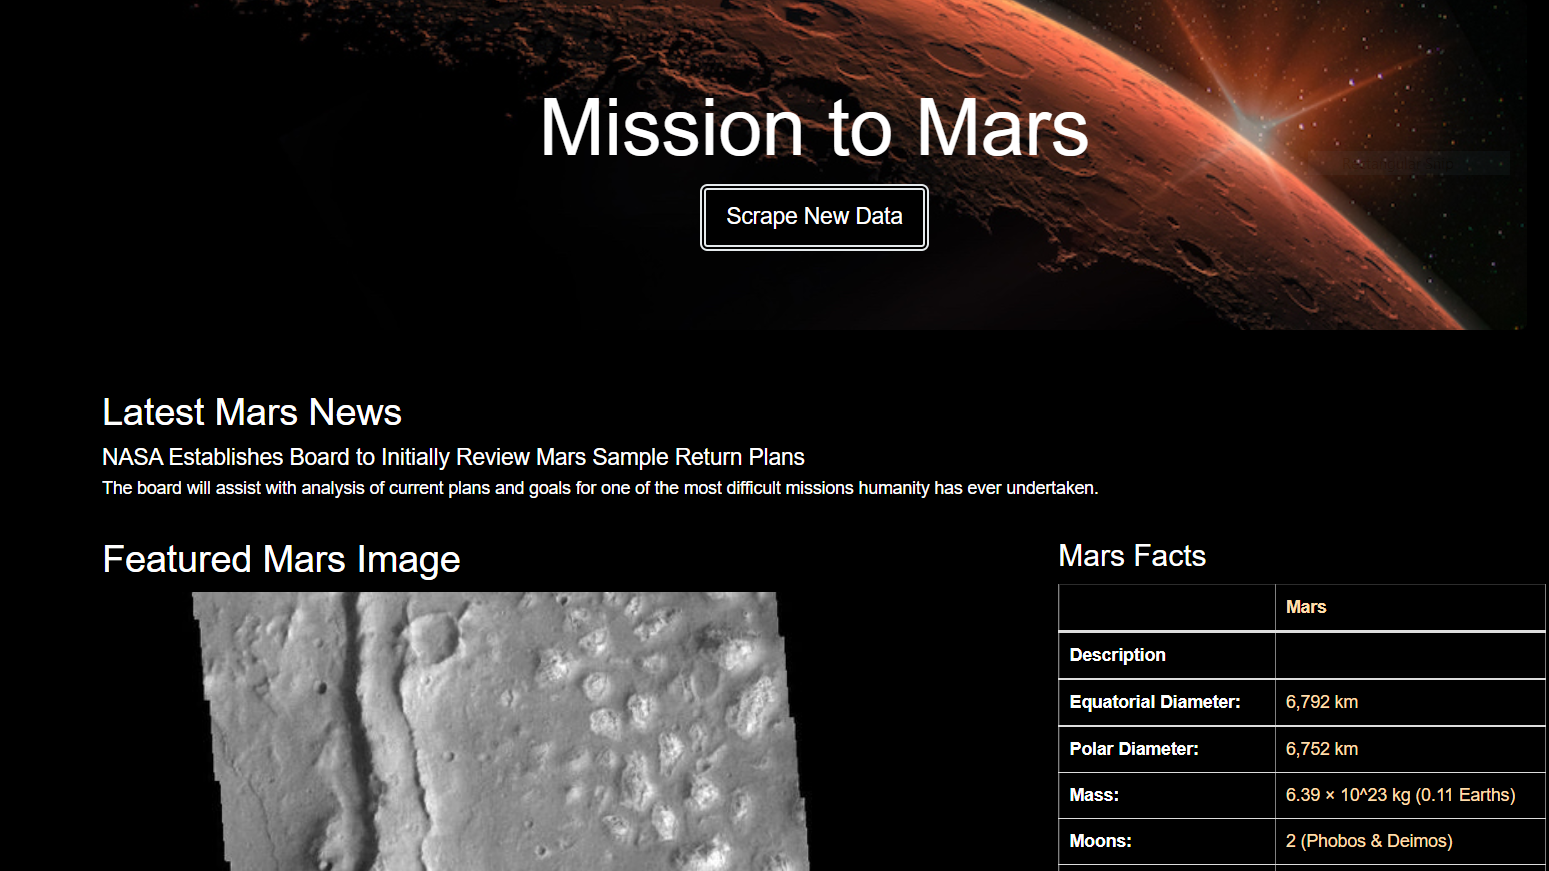 Mission to Mars
Scrape New Data
Latest Mars News
NASA Establishes Board to Initially Review Mars Sample Return Plans
The board will assist with analysis of current plans and goals for one of the most difficult missions humanity has ever undertaken.
Featured Mars Image
Mars Facts
Mars
Description
Equatorial Diameter: 6,792 km
Polar Diameter: 6,752 km
Mass: 6.39 × 10^23 kg (0.11 Earths)
Moons: 2 (Phobos & Deimos)